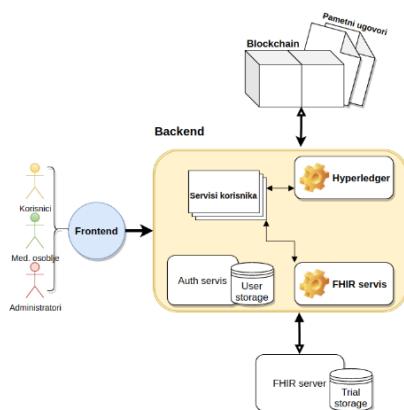 Pametni ugovori
Blockchain
Backend
Korisnici
Med. osoblje
Administratori
Frontend
Servisi korisnika
Hyperledger
Auth servis
User
storage
FHIR servis
FHIR server
Trial
storage